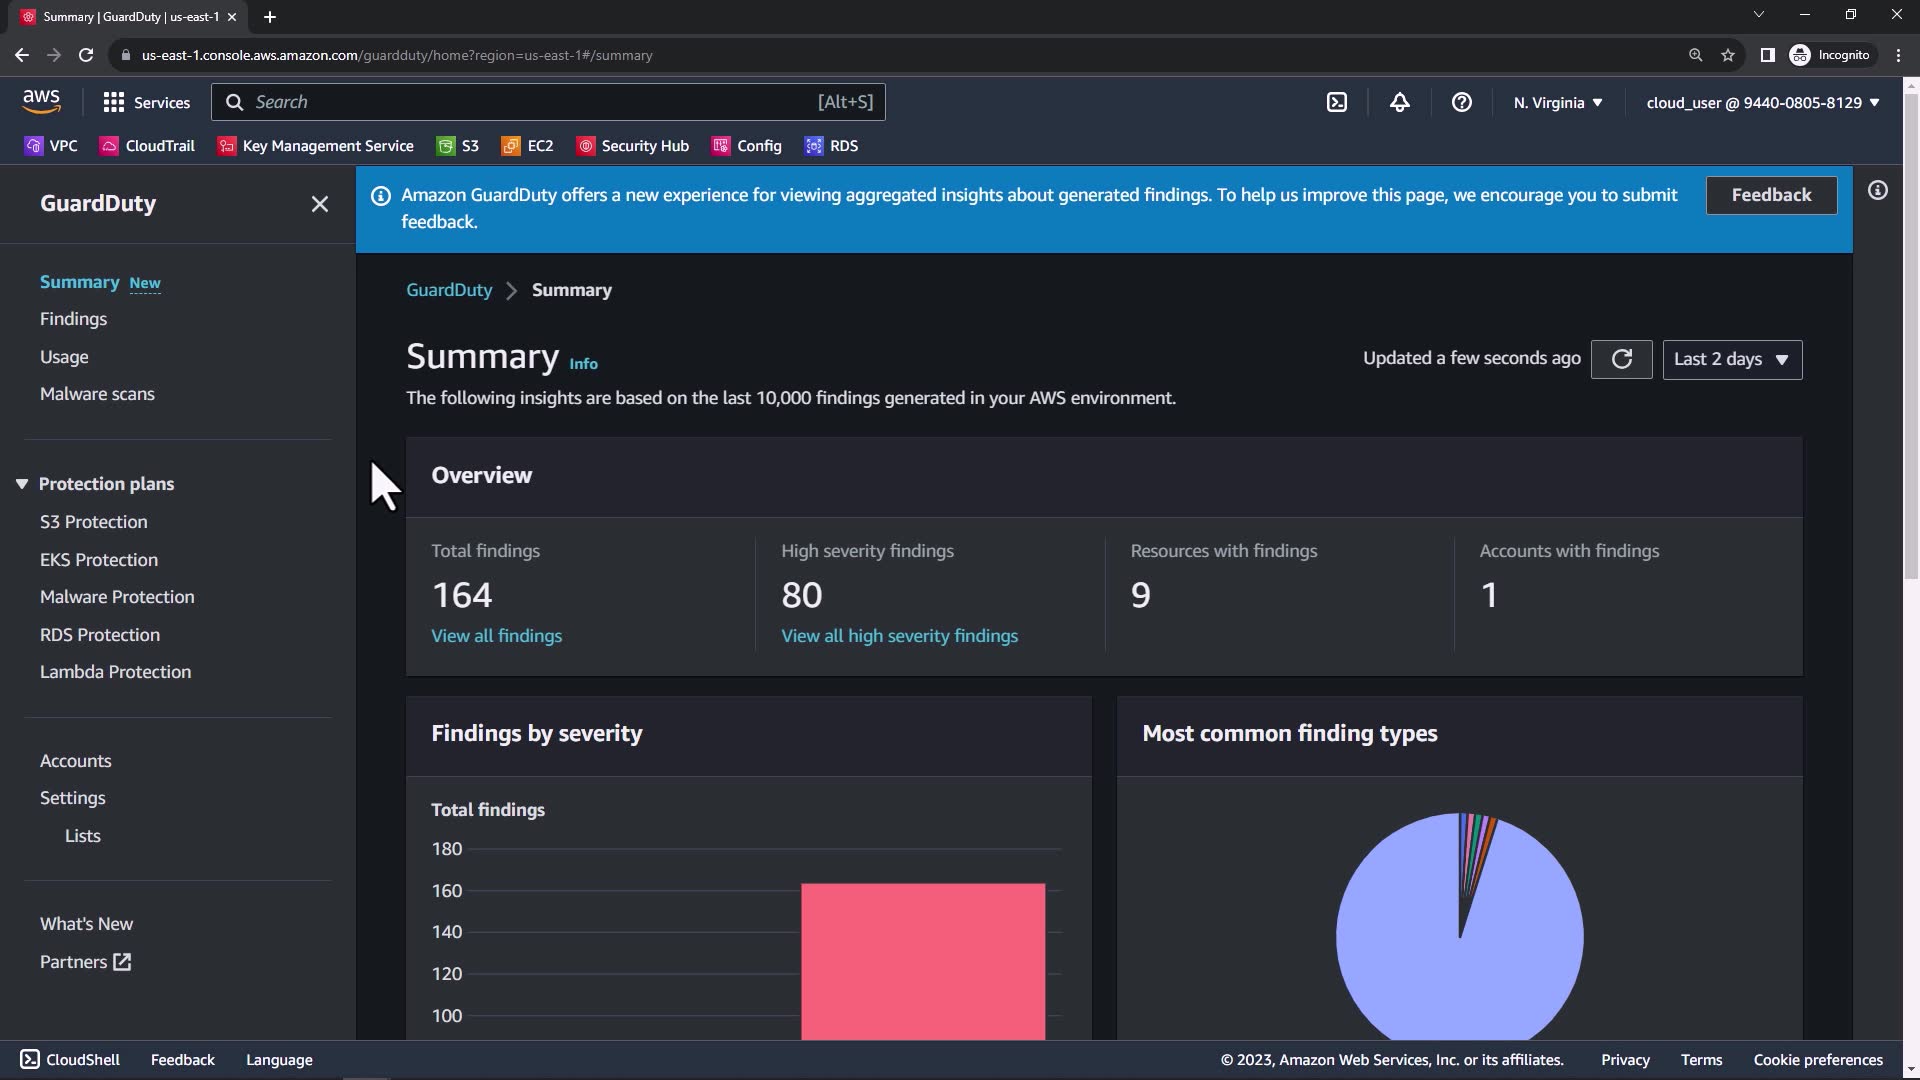 Summary | GuardDuty | us-east-1
us-east-1.console.aws.amazon.com/guardduty/home?region=us-east-1#/summary
Incognito
aws
Services
Search
[Alt+S]
N. Virginia
cloud_user @ 9440-0805-8129
VPC
CloudTrail
Key Management Service
S3
EC2
Security Hub
Config
RDS
GuardDuty
Summary New
Findings
Usage
Malware scans
Protection plans
S3 Protection
EKS Protection
Malware Protection
RDS Protection
Lambda Protection
Accounts
Settings
Lists
What's New
Partners
Amazon GuardDuty offers a new experience for viewing aggregated insights about generated findings. To help us improve this page, we encourage you to submit
feedback.
Feedback
GuardDuty
Summary
Summary Info
Updated a few seconds ago
Last 2 days
The following insights are based on the last 10,000 findings generated in your AWS environment.
Overview
Total findings
164
View all findings
High severity findings
80
View all high severity findings
Resources with findings
9
Accounts with findings
1
Findings by severity
Total findings
180
160
140
120
100
Most common finding types
CloudShell
Feedback
Language
© 2023, Amazon Web Services, Inc. or its affiliates.
Privacy
Terms
Cookie preferences